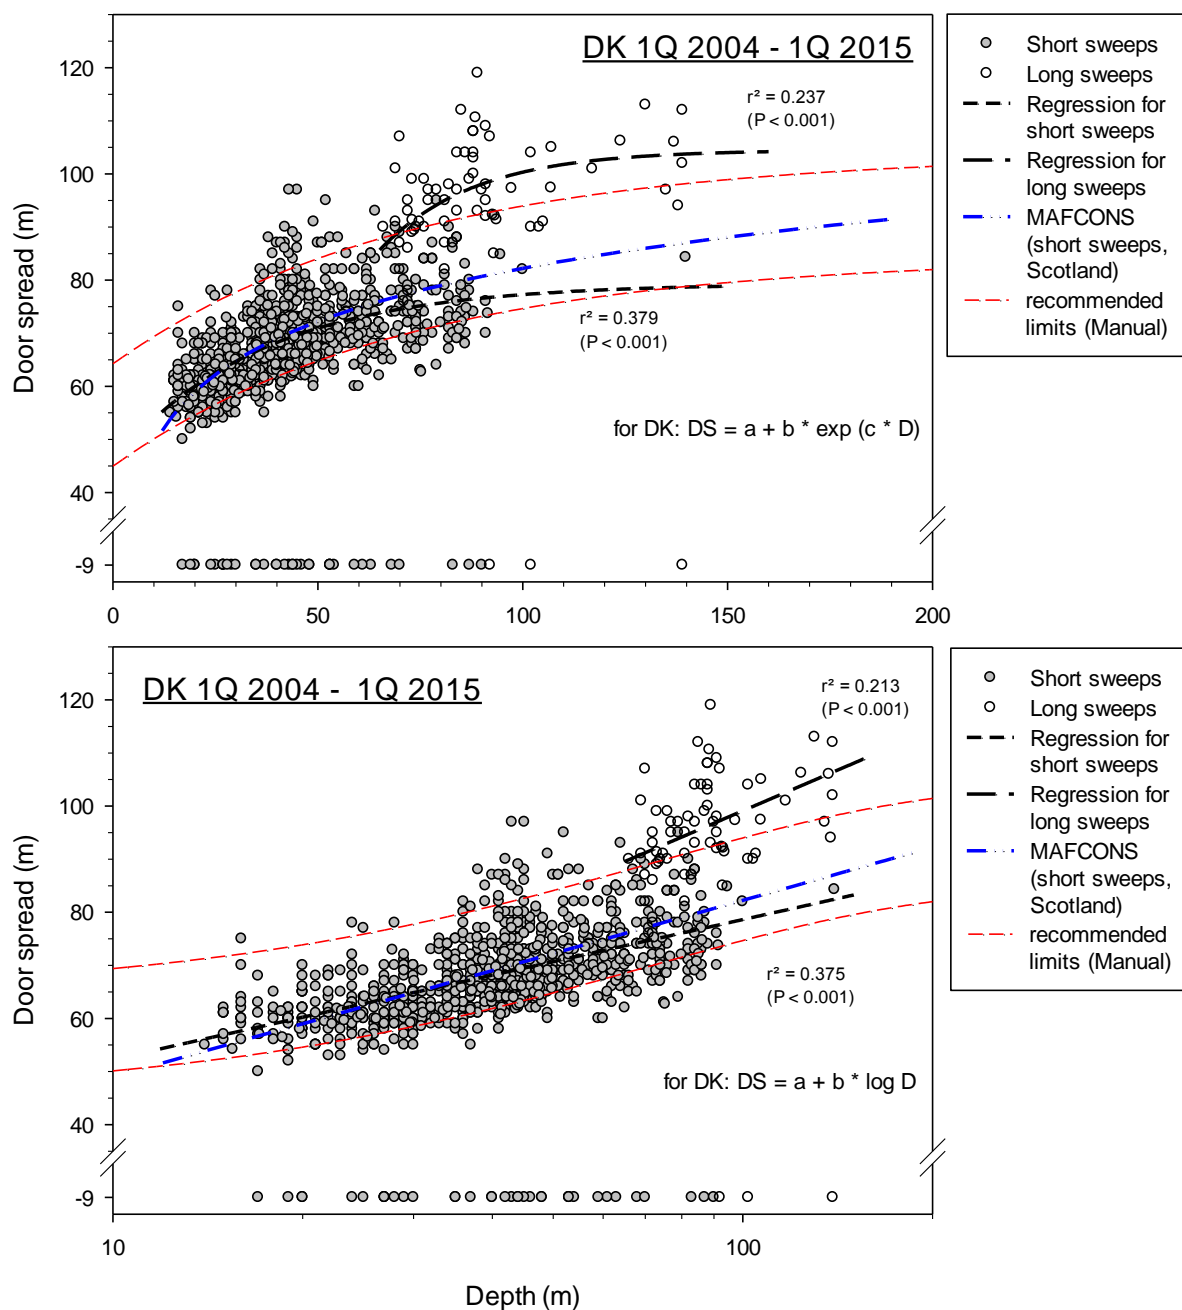 DK 1Q 2004 - 1Q 2015
r² = 0.237
(P < 0.001)
r² = 0.379
(P < 0.001)
for DK: DS = a + b * exp (c * D)
Door spread (m)
120
100
80
60
40
-9
0
50
100
150
200
Short sweeps
Long sweeps
Regression for
short sweeps
Regression for
long sweeps
MAFCONS
(short sweeps,
Scotland)
recommended
limits (Manual)
DK 1Q 2004 - 1Q 2015
r² = 0.213
(P < 0.001)
r² = 0.375
(P < 0.001)
for DK: DS = a + b * log D
Door spread (m)
120
100
80
60
40
-9
10
100
Depth (m)
Short sweeps
Long sweeps
Regression for
short sweeps
Regression for
long sweeps
MAFCONS
(short sweeps,
Scotland)
recommended
limits (Manual)